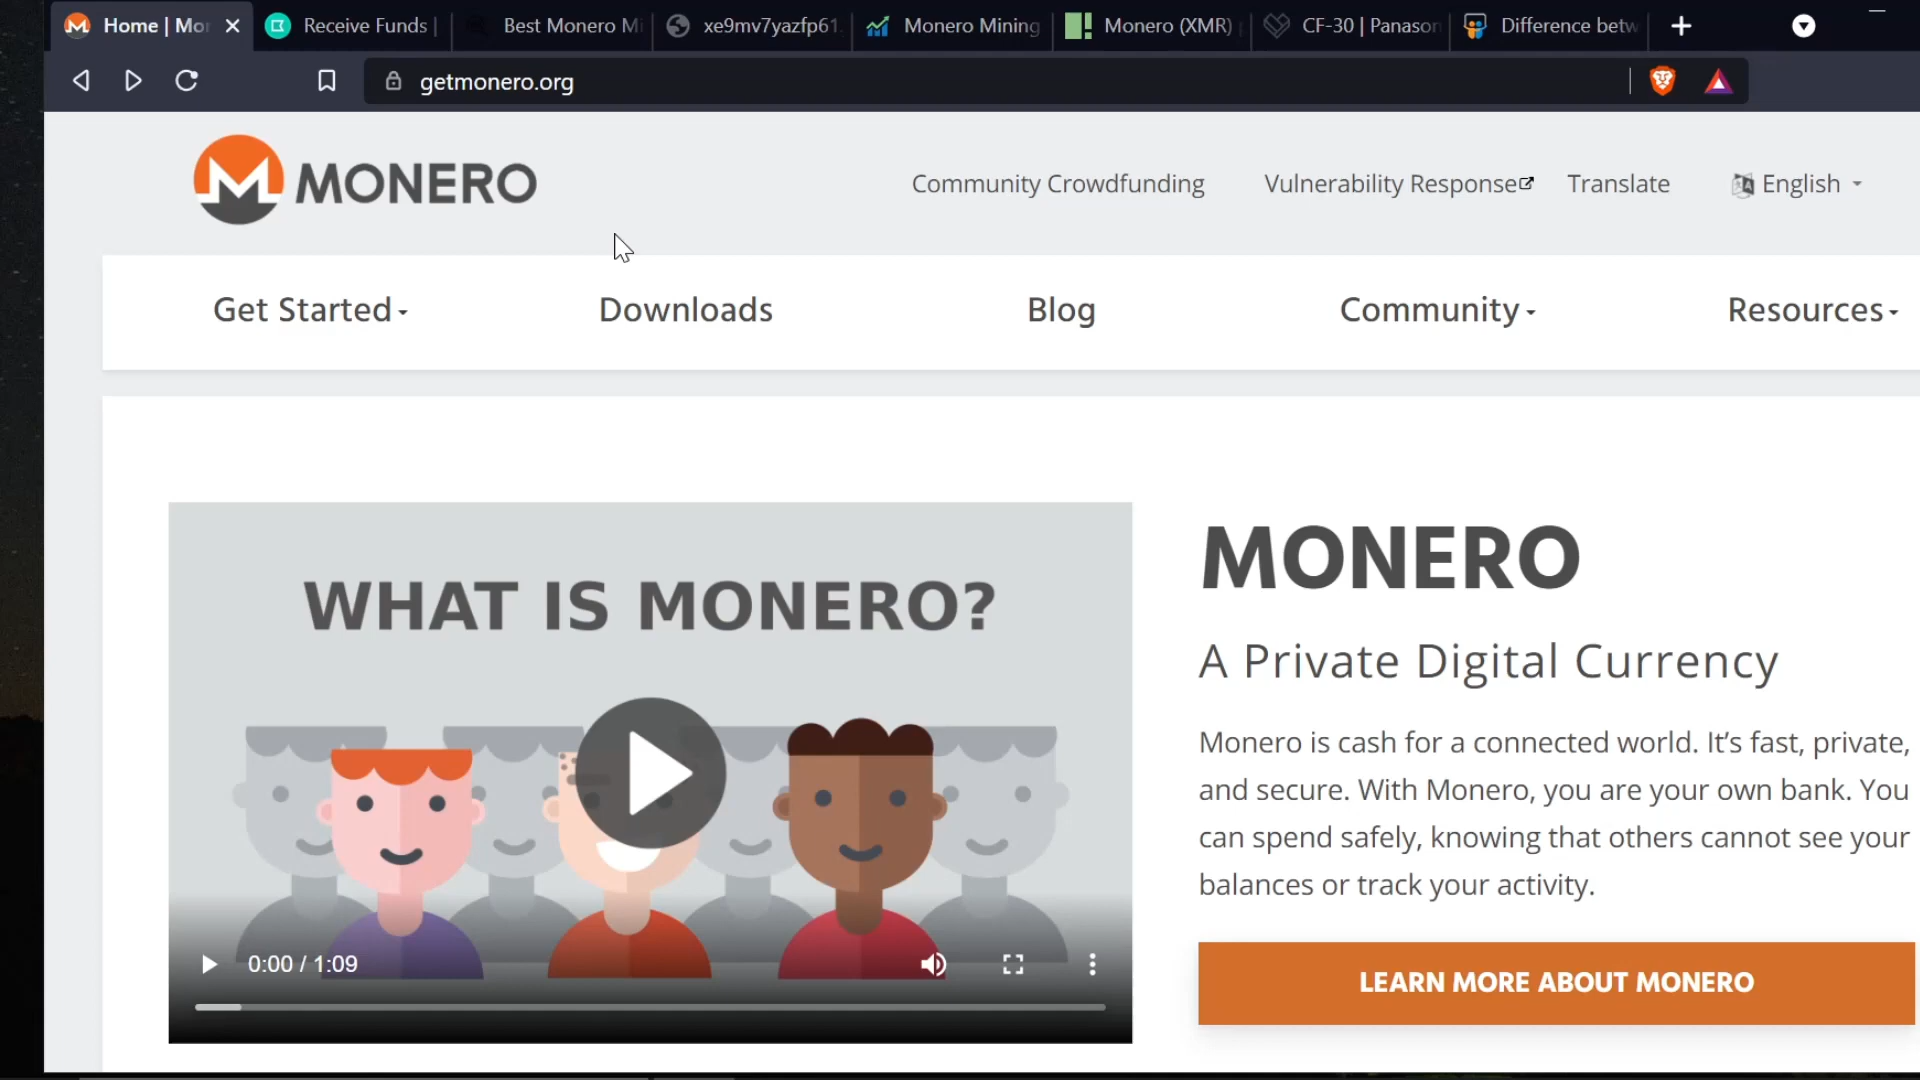 Home | Mo
Receive Funds |
Best Monero Mi
xe9mv7yazfp61
Monero Mining
Monero (XMR)
CF-30 | Panason
Difference betw
getmonero.org
MONERO
Community Crowdfunding
Vulnerability Response
Translate
English
Get Started
Downloads
Blog
Community
Resources
WHAT IS MONERO?
0:00 / 1:09
MONERO
A Private Digital Currency
Monero is cash for a connected world. It’s fast, private,
and secure. With Monero, you are your own bank. You
can spend safely, knowing that others cannot see your
balances or track your activity.
LEARN MORE ABOUT MONERO